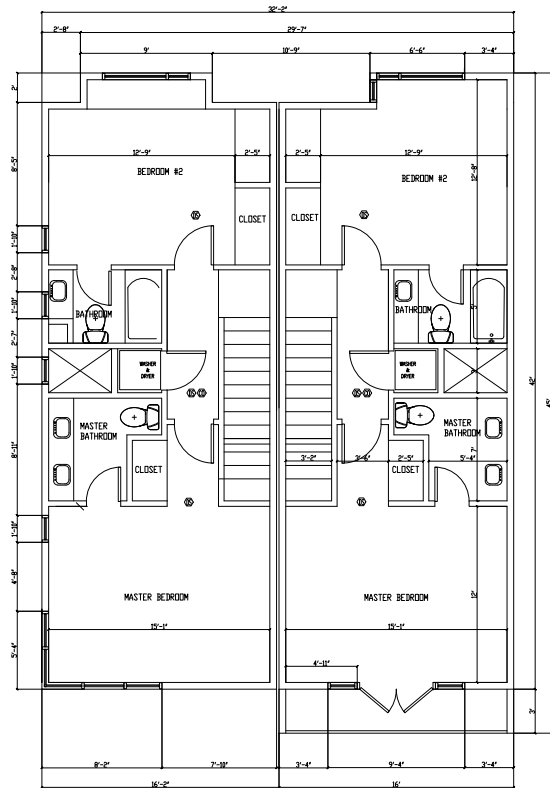 32'-2"
2'-8" 29'-7"
9' 10'-9" 6'-6" 3'-4"
2'
8'-5"
12'-9" 2'-5" 2'-5" 12'-9"
12'-8"
BEDROOM #2 BEDROOM #2
CLOSET CLOSET
1'-10"
2'-8"
1'-10"
BATHROOM BATHROOM
5'
2'-7"
1'-10"
WASHER
&
DRYER
WASHER
&
DRYER
3'
42'
45'
MASTER
BATHROOM
MASTER
BATHROOM
8'-11"
7'
3'-2" 3'-6" 2'-5" 5'-4"
CLOSET CLOSET
1'-10"
4'-8"
MASTER BEDROOM MASTER BEDROOM
12'
15'-1" 15'-1"
5'-4"
4'-11"
3'
8'-2" 7'-10" 3'-4" 9'-4" 3'-4"
16'-2" 16'